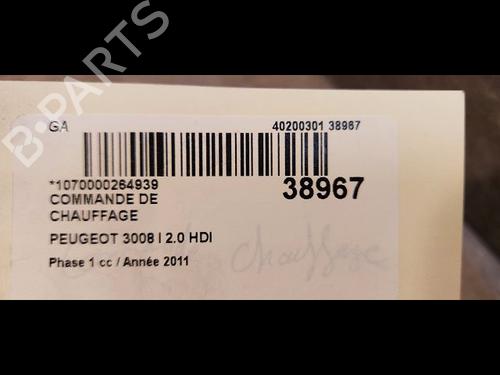 B-PARTS
GA
40200301 38967
*1070000264939
38967
COMMANDE DE
CHAUFFAGE
PEUGEOT 3008 I 2.0 HDI
Phase 1 cc / Année 2011
chauffage